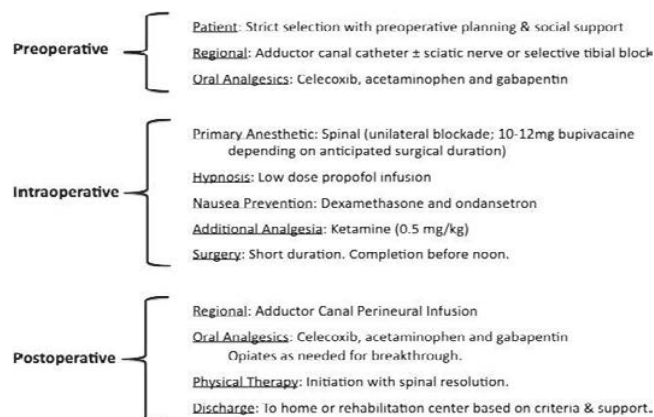 Preoperative
Patient: Strict selection with preoperative planning & social support
Regional: Adductor canal catheter ± sciatic nerve or selective tibial block
Oral Analgesics: Celecoxib, acetaminophen and gabapentin
Intraoperative
Primary Anesthetic: Spinal (unilateral blockade; 10-12mg bupivacaine
depending on anticipated surgical duration)
Hypnosis: Low dose propofol infusion
Nausea Prevention: Dexamethasone and ondansetron
Additional Analgesia: Ketamine (0.5 mg/kg)
Surgery: Short duration. Completion before noon.
Postoperative
Regional: Adductor Canal Perineural Infusion
Oral Analgesics: Celecoxib, acetaminophen and gabapentin
Opiates as needed for breakthrough.
Physical Therapy: Initiation with spinal resolution.
Discharge: To home or rehabilitation center based on criteria & support.